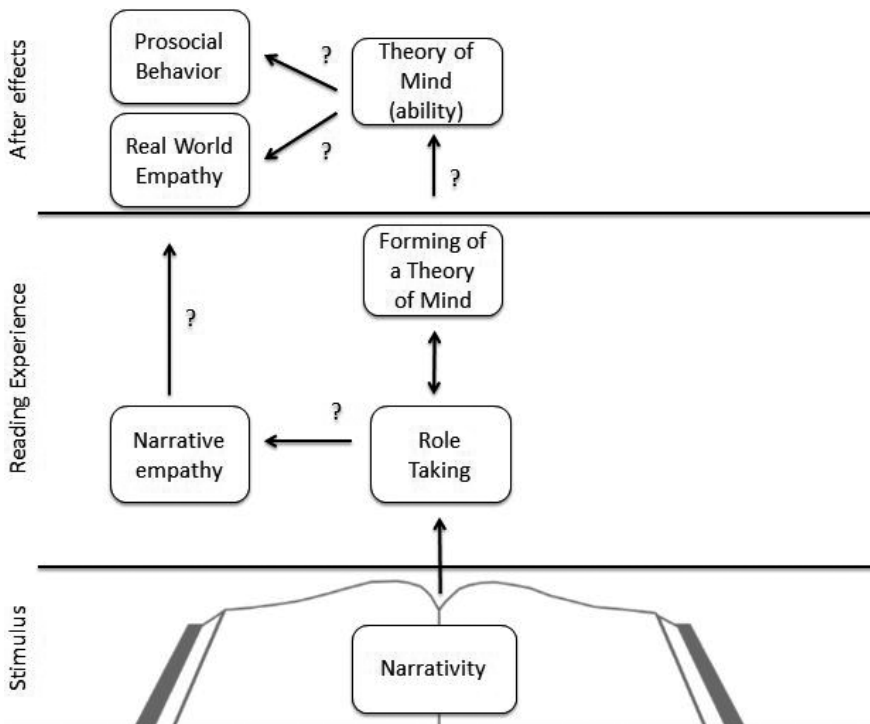 After effects
Prosocial
Behavior
?
Theory of
Mind
(ability)
Real World
Empathy
?
?
Reading Experience
Forming of
a Theory
of Mind
?
Narrative
empathy
?
Role
Taking
Stimulus
Narrativity